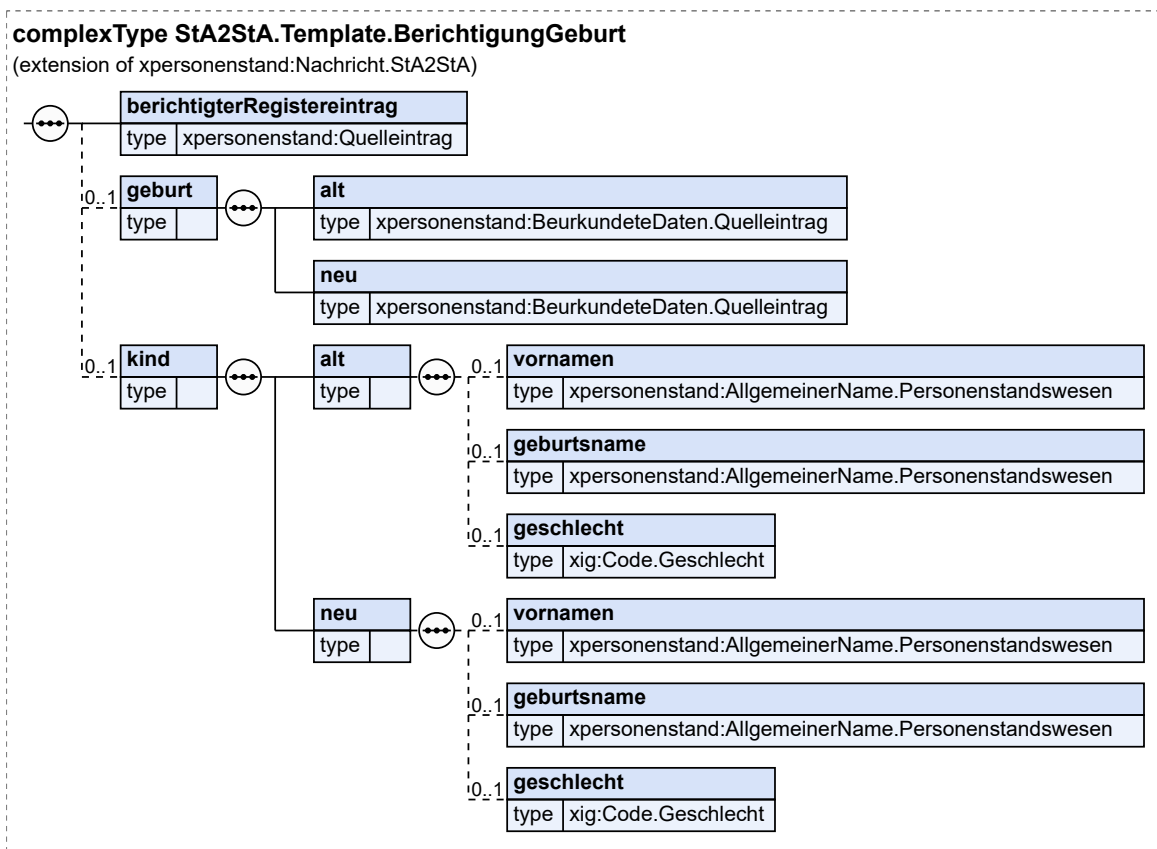 complexType StA2StA.Template.BerichtigungGeburt
(extension of xpersonenstand:Nachricht.StA2StA)
berichtigterRegistereintrag
type xpersonenstand:Quelleintrag
0..1 geburt
type
alt
type xpersonenstand:BeurkundeteDaten.Quelleintrag
neu
type xpersonenstand:BeurkundeteDaten.Quelleintrag
0..1 kind
type
alt
type
0..1 vornamen
type xpersonenstand:AllgemeinerName.Personenstandswesen
0..1 geburtsname
type xpersonenstand:AllgemeinerName.Personenstandswesen
0..1 geschlecht
type xig:Code.Geschlecht
neu
type
0..1 vornamen
type xpersonenstand:AllgemeinerName.Personenstandswesen
0..1 geburtsname
type xpersonenstand:AllgemeinerName.Personenstandswesen
0..1 geschlecht
type xig:Code.Geschlecht